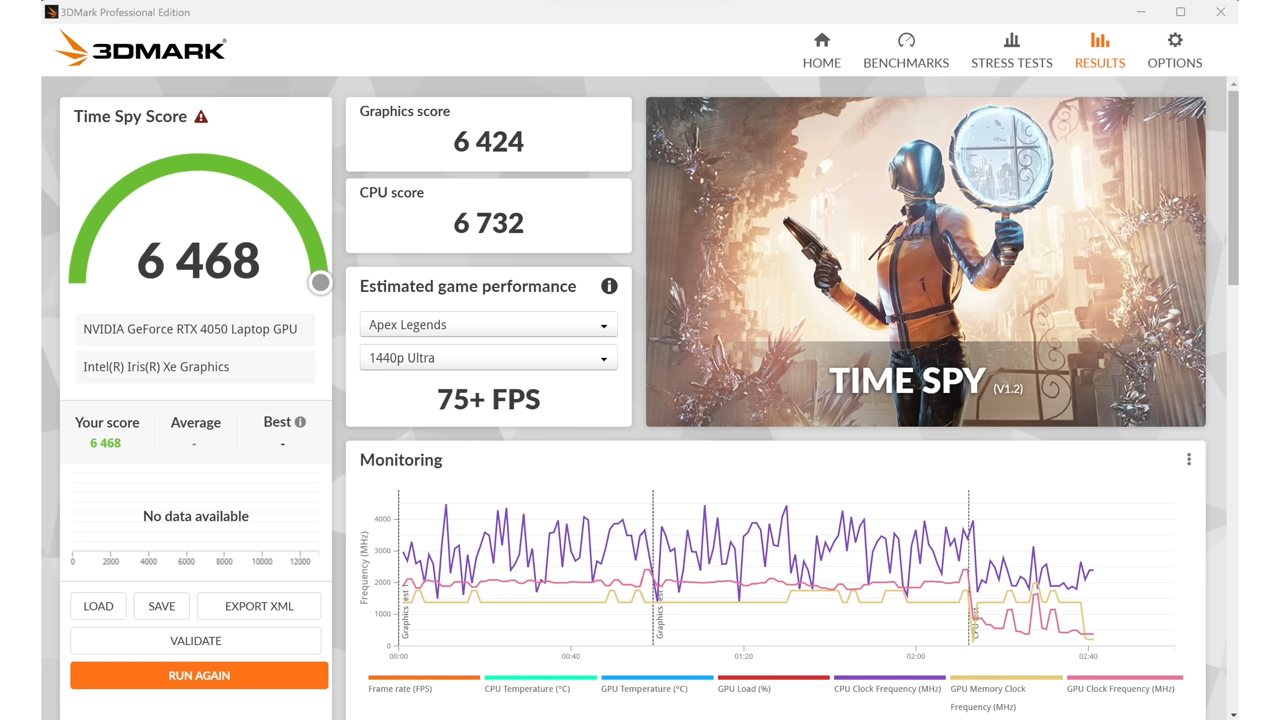 3DMark Professional Edition
3DMARK
HOME
BENCHMARKS
STRESS TESTS
RESULTS
OPTIONS
Time Spy Score
6 468
NVIDIA GeForce RTX 4050 Laptop GPU
Intel(R) Iris(R) Xe Graphics
Your score
Average
Best
6 468
-
-
No data available
0 2000 4000 6000 8000 10000 12000
LOAD
SAVE
EXPORT XML
VALIDATE
RUN AGAIN
Graphics score
6 424
CPU score
6 732
Estimated game performance
Apex Legends
1440p Ultra
75+ FPS
TIME SPY (V1.2)
Monitoring
Frequency (MHz)
4000
3000
2000
1000
0
Graphics Test
Graphics Test
00:00 00:40 01:20 02:00 02:40
Frame rate (FPS)
CPU Temperature (°C)
GPU Temperature (°C)
GPU Load (%)
CPU Clock Frequency (MHz)
GPU Memory Clock
Frequency (MHz)
GPU Clock Frequency (MHz)